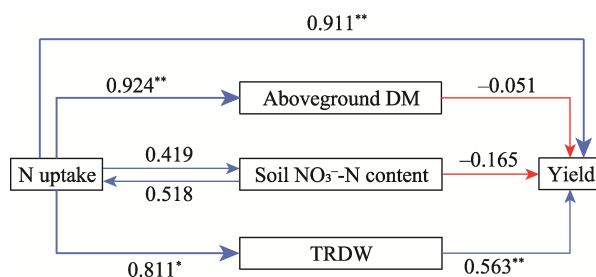 0.911**
0.924**
Aboveground DM
–0.051
N uptake
0.419
0.518
Soil NO₃⁻-N content
–0.165
Yield
0.811*
TRDW
0.563**